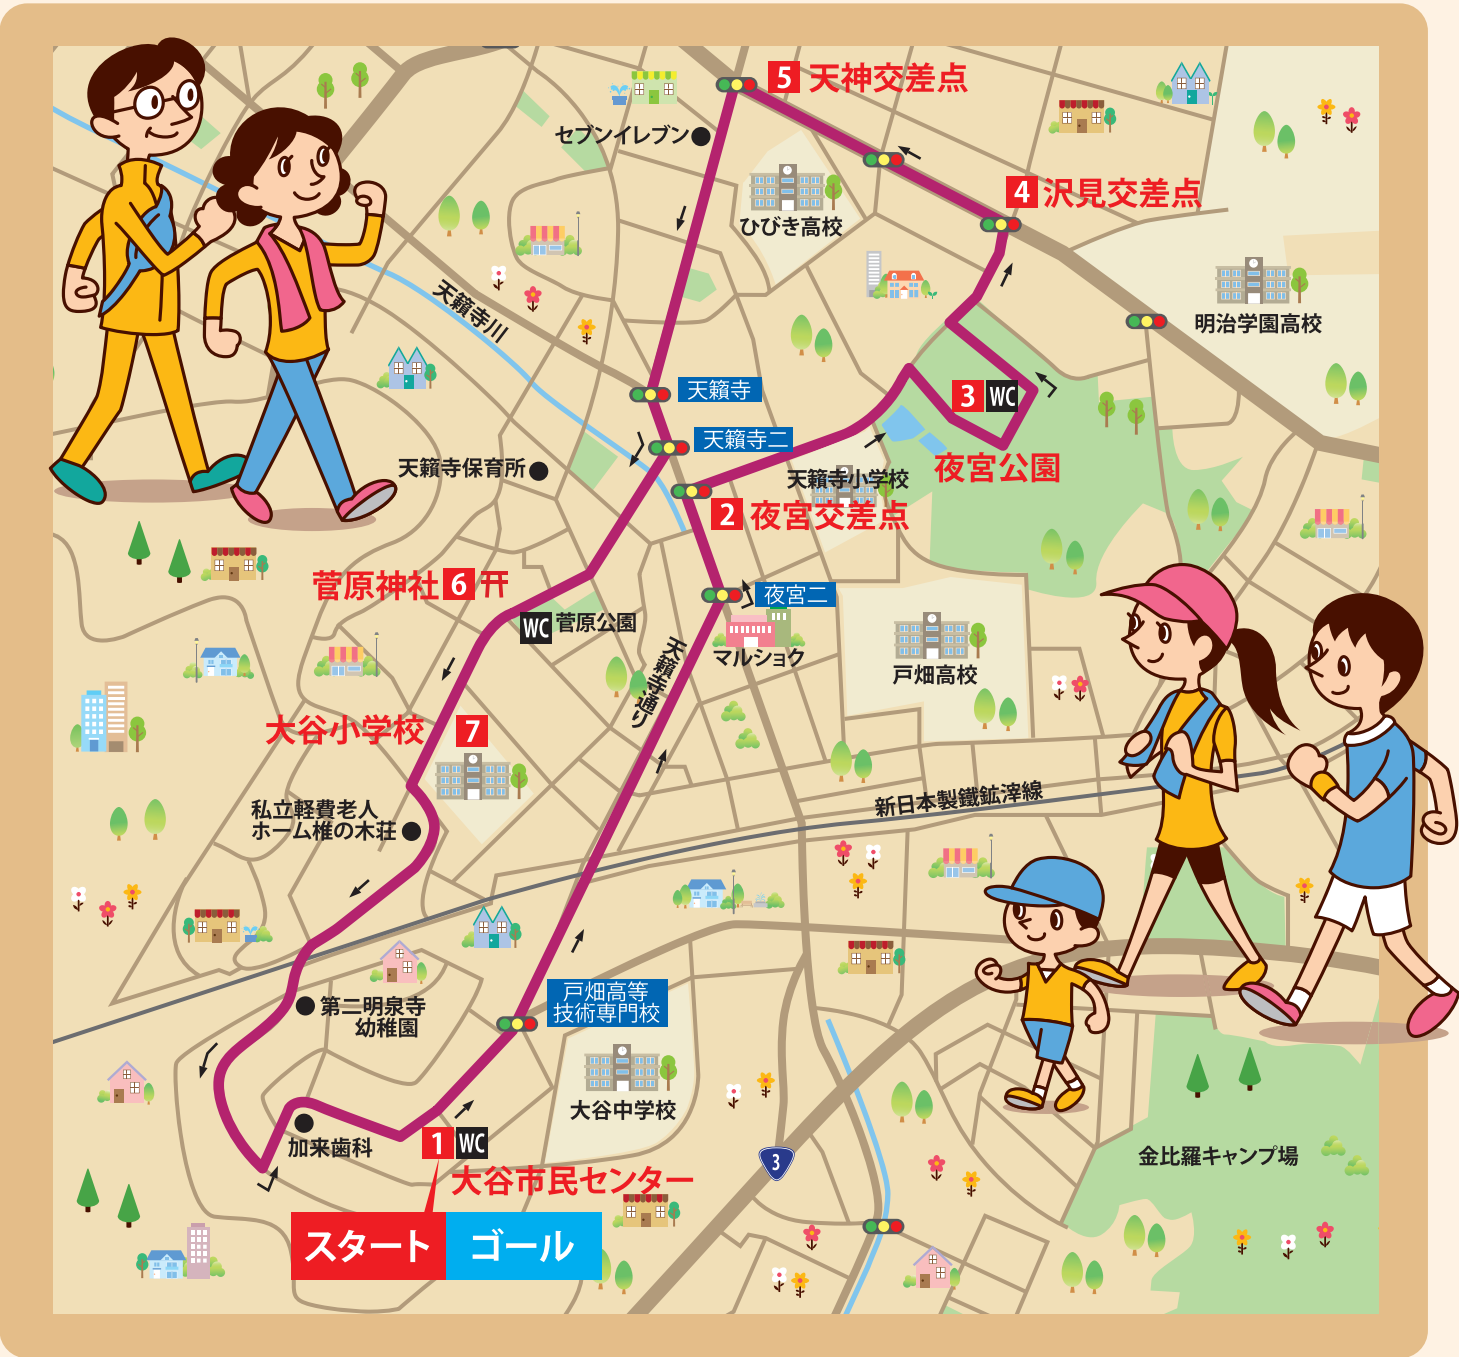 5 天神交差点
セブンイレブン
4 沢見交差点
ひびき高校
明治学園高校
天籟寺川
天籟寺
3 WC
天籟寺二
夜宮公園
天籟寺保育所
天籟寺小学校
2 夜宮交差点
菅原神社 6
夜宮二
WC 菅原公園
マルショク
戸畑高校
天籟寺通り
大谷小学校 7
新日本製鐵鉱滓線
私立軽費老人
ホーム椎の木荘
第二明泉寺
幼稚園
戸畑高等
技術専門校
大谷中学校
加来歯科
1 WC
大谷市民センター
3
金比羅キャンプ場
スタート ゴール